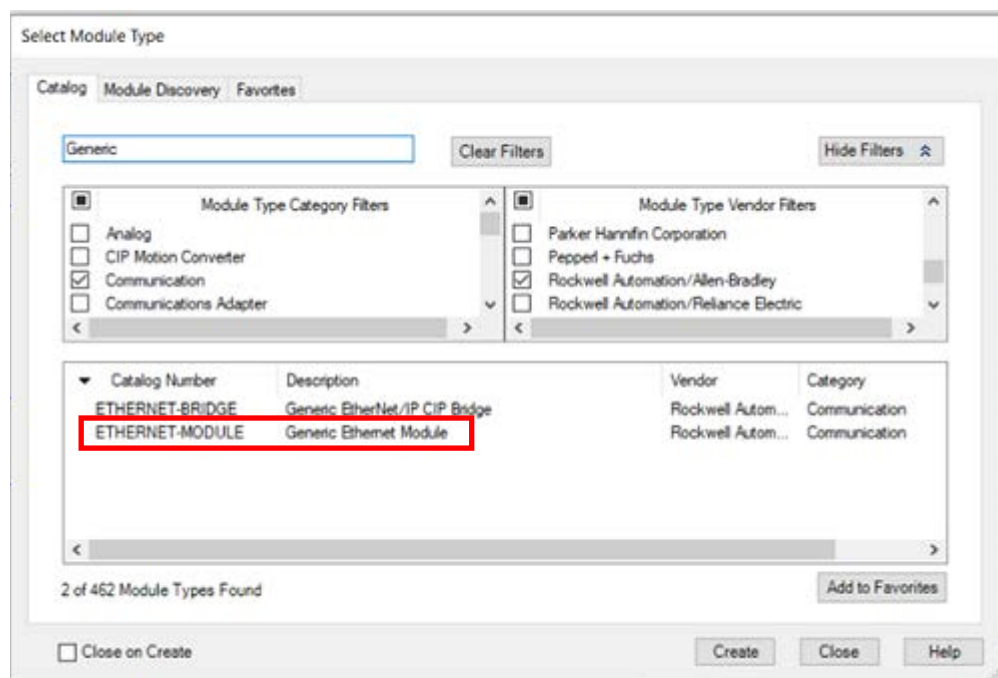 Select Module Type
Catalog Module Discovery Favorites
Generic Clear Filters Hide Filters
Module Type Category Filters
Analog
CIP Motion Converter
Communication
Communications Adapter
Module Type Vendor Filters
Parker Hannifin Corporation
Pepperl + Fuchs
Rockwell Automation/Allen-Bradley
Rockwell Automation/Reliance Electric
Catalog Number Description Vendor Category
ETHERNET-BRIDGE Generic EtherNet/IP CIP Bridge Rockwell Autom... Communication
ETHERNET-MODULE Generic Ethernet Module Rockwell Autom... Communication
2 of 462 Module Types Found Add to Favorites
Close on Create Create Close Help